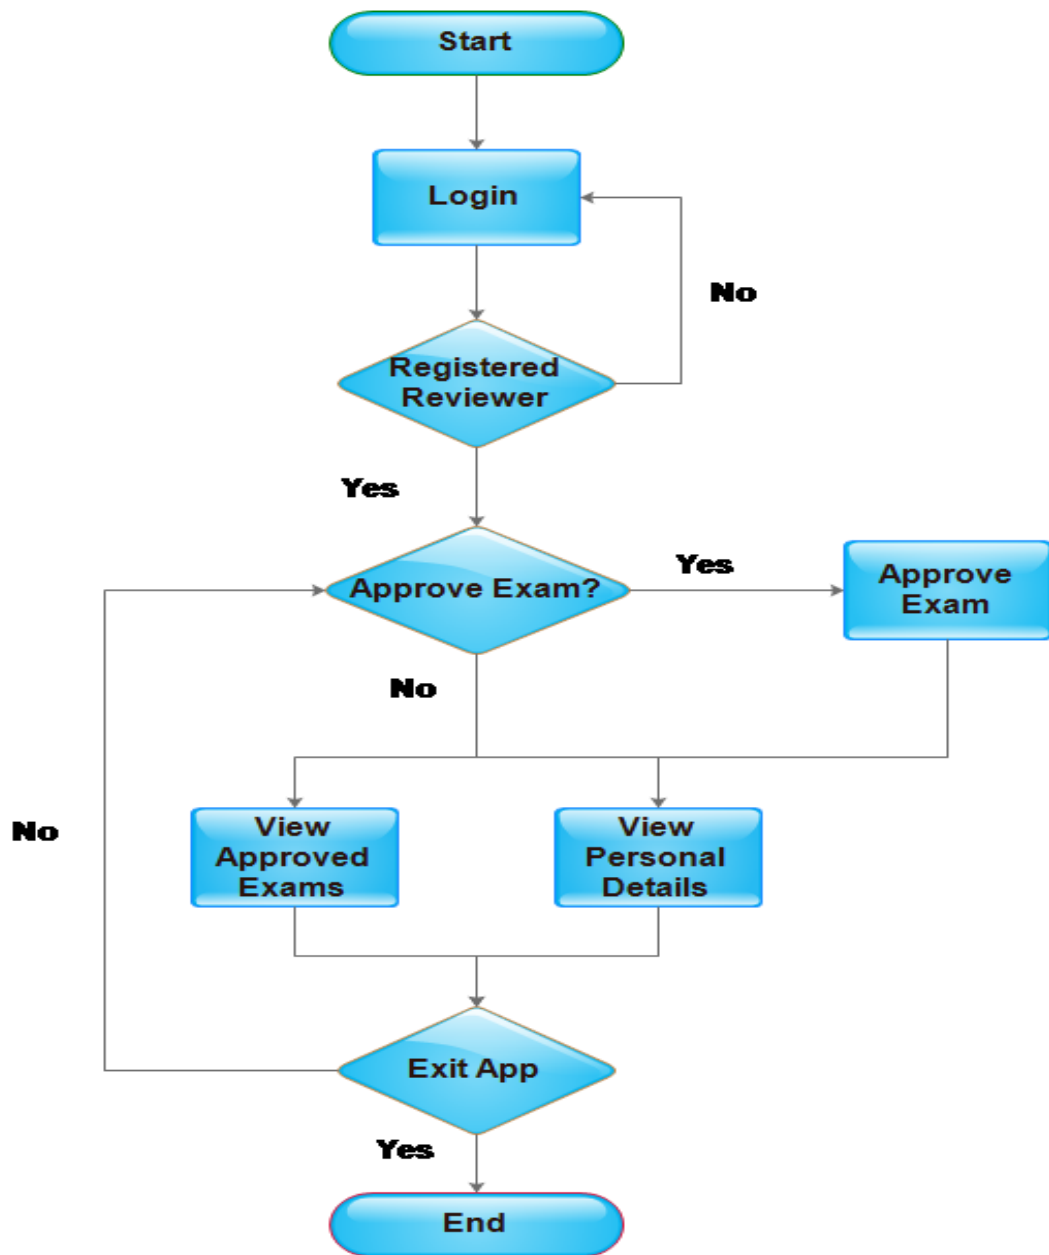 Start
Login
No
Registered
Reviewer
Yes
Approve Exam?
Yes
Approve
Exam
No
No
View
Approved
Exams
View
Personal
Details
Exit App
Yes
End